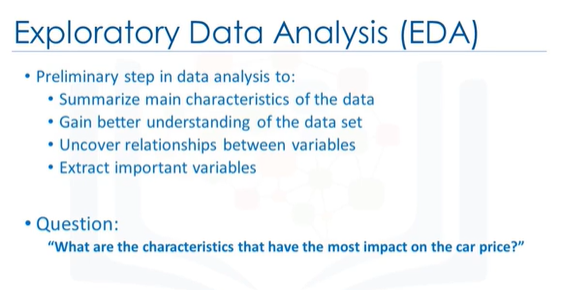 Exploratory Data Analysis (EDA)
• Preliminary step in data analysis to:
• Summarize main characteristics of the data
• Gain better understanding of the data set
• Uncover relationships between variables
• Extract important variables
• Question:
“What are the characteristics that have the most impact on the car price?”